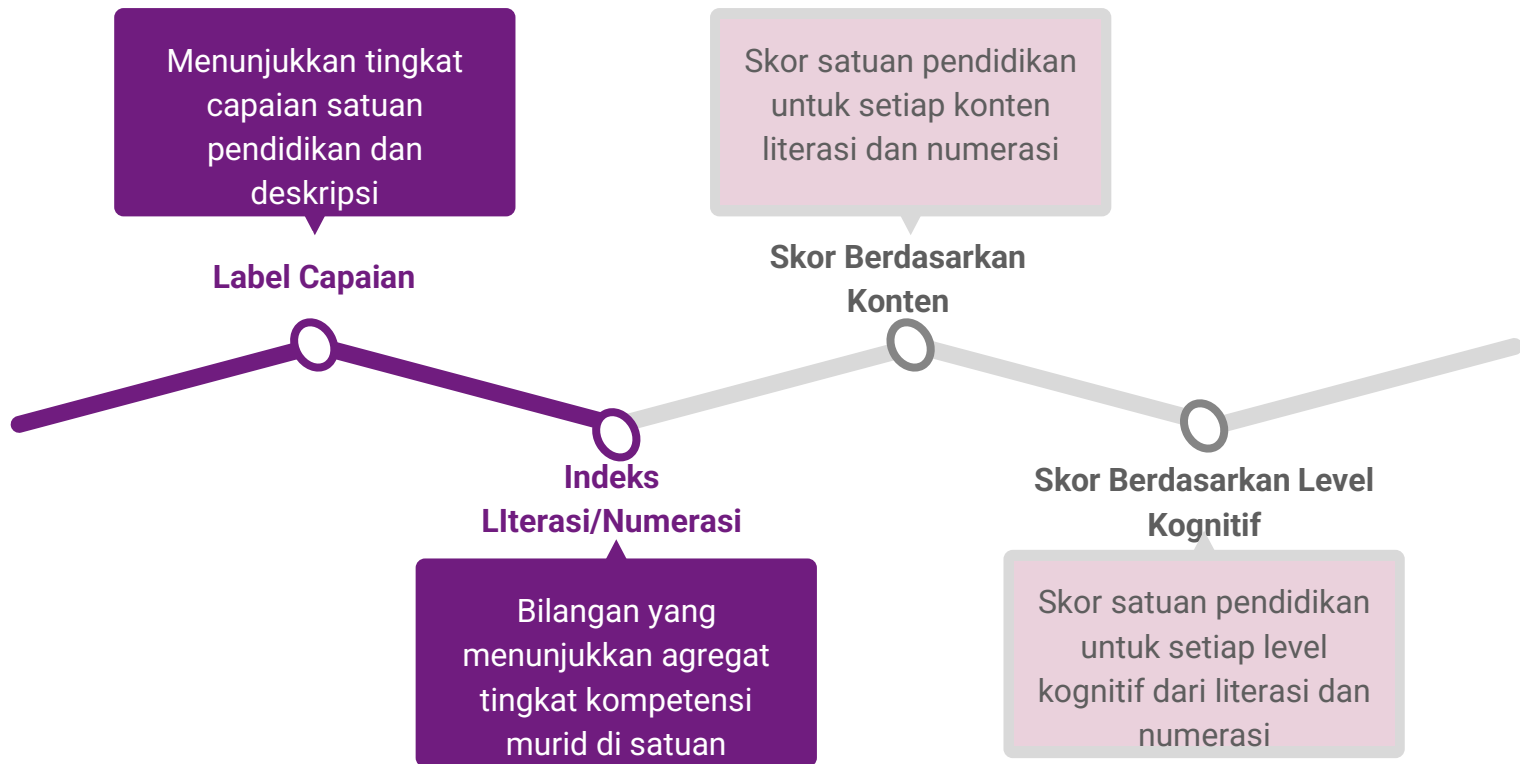 Menunjukkan tingkat
capaian satuan
pendidikan dan
deskripsi
Label Capaian
Indeks
LIterasi/Numerasi
Bilangan yang
menunjukkan agregat
tingkat kompetensi
murid di satuan
Skor satuan pendidikan
untuk setiap konten
literasi dan numerasi
Skor Berdasarkan
Konten
Skor Berdasarkan Level
Kognitif
Skor satuan pendidikan
untuk setiap level
kognitif dari literasi dan
numerasi